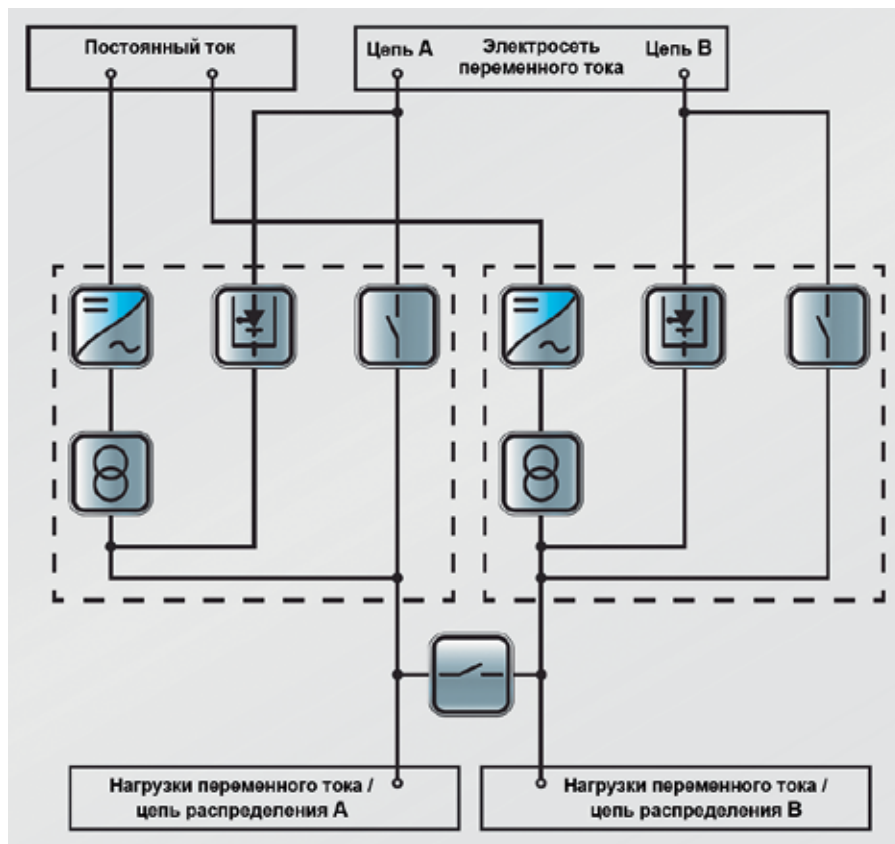 Постоянный ток
Цепь А
Электросеть
переменного тока
Цепь В
Нагрузки переменного тока /
цепь распределения А
Нагрузки переменного тока /
цепь распределения В